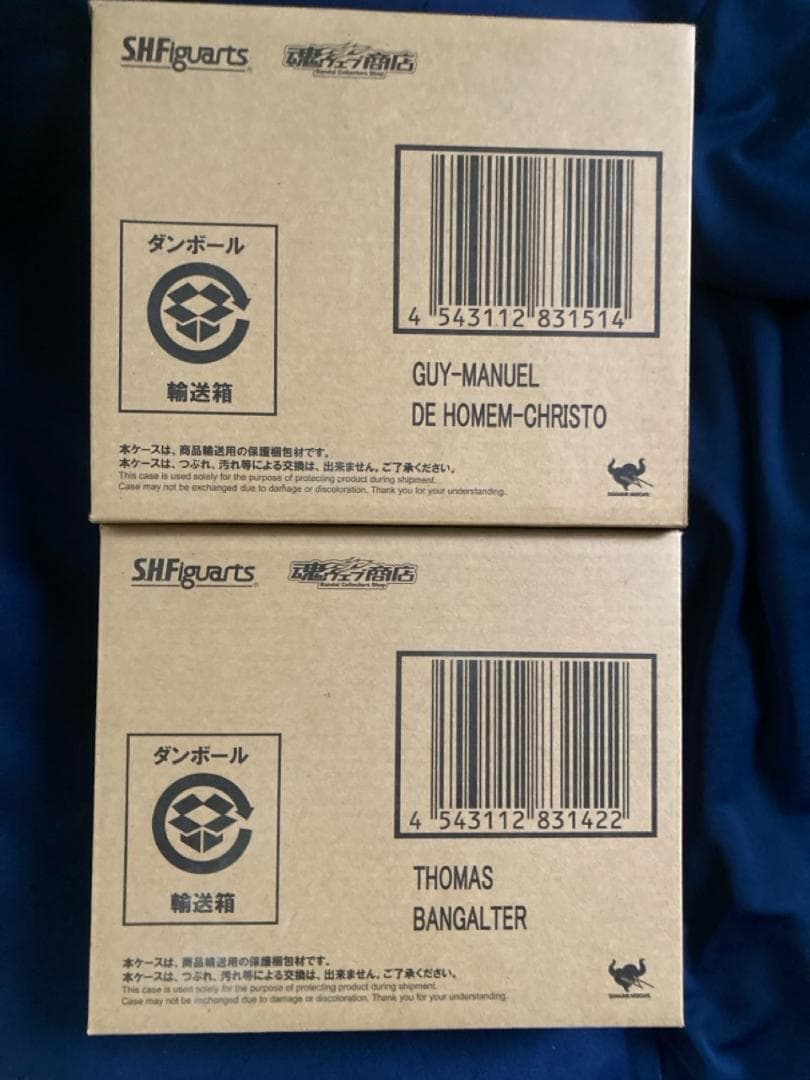 S.H.Figuarts 魂ウェブ商店
Bandai Collectors Shop
ダンボール
輸送箱
4 543112 831514
GUY-MANUEL
DE HOMEM-CHRISTO
本ケースは、商品輸送用の保護梱包材です。
本ケースは、つぶれ、汚れ等による交換は、出来ません。ご了承ください。
This case is used solely for the purpose of protecting product during shipment.
Case may not be exchanged due to damage or discoloration. Thank you for your understanding.
S.H.Figuarts 魂ウェブ商店
Bandai Collectors Shop
ダンボール
輸送箱
4 543112 831422
THOMAS
BANGALTER
本ケースは、商品輸送用の保護梱包材です。
本ケースは、つぶれ、汚れ等による交換は、出来ません。ご了承ください。
This case is used solely for the purpose of protecting product during shipment.
Case may not be exchanged due to damage or discoloration. Thank you for your understanding.